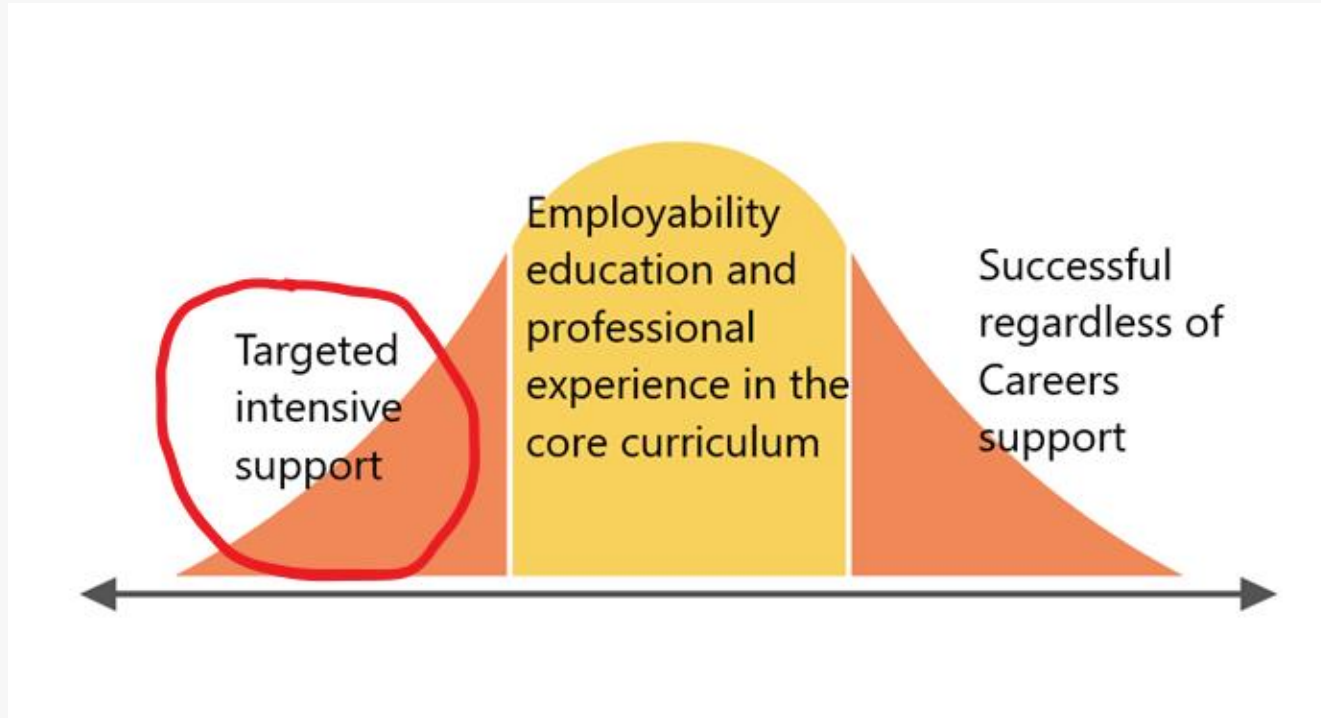 Targeted
intensive
support
Employability
education and
professional
experience in the
core curriculum
Successful
regardless of
Careers
support